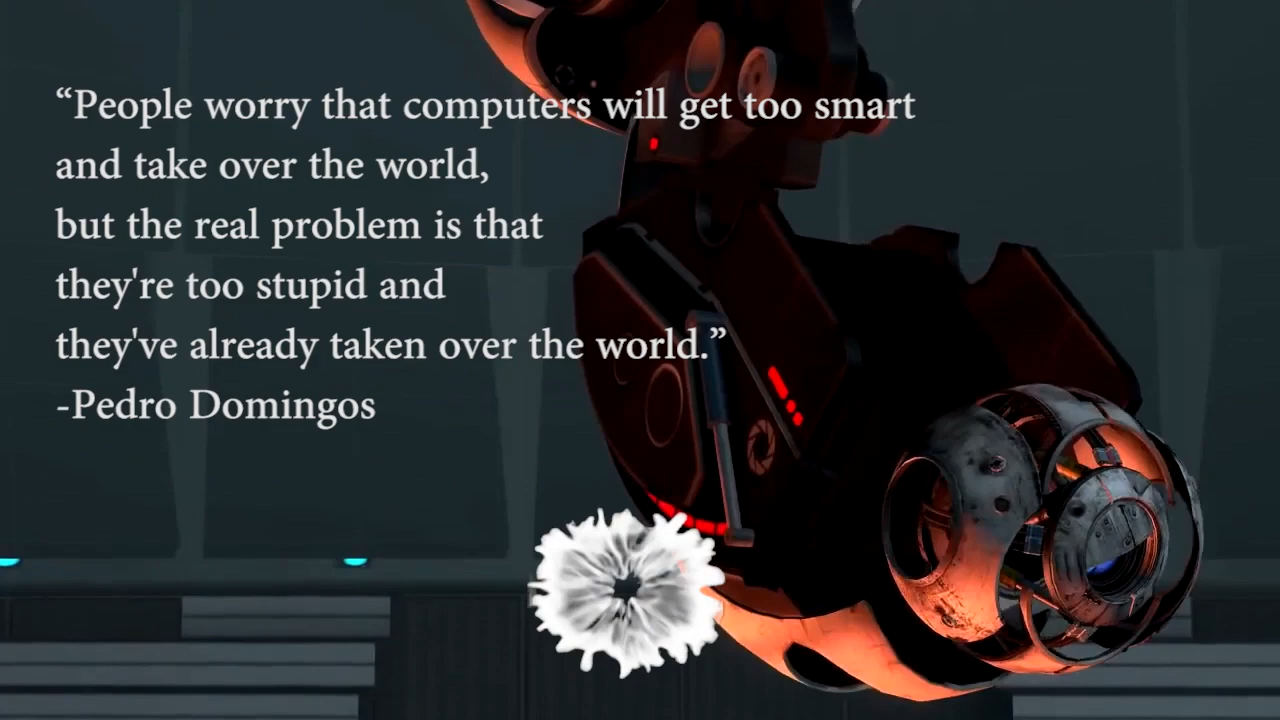 “People worry that computers will get too smart
and take over the world,
but the real problem is that
they're too stupid and
they've already taken over the world.”
-Pedro Domingos